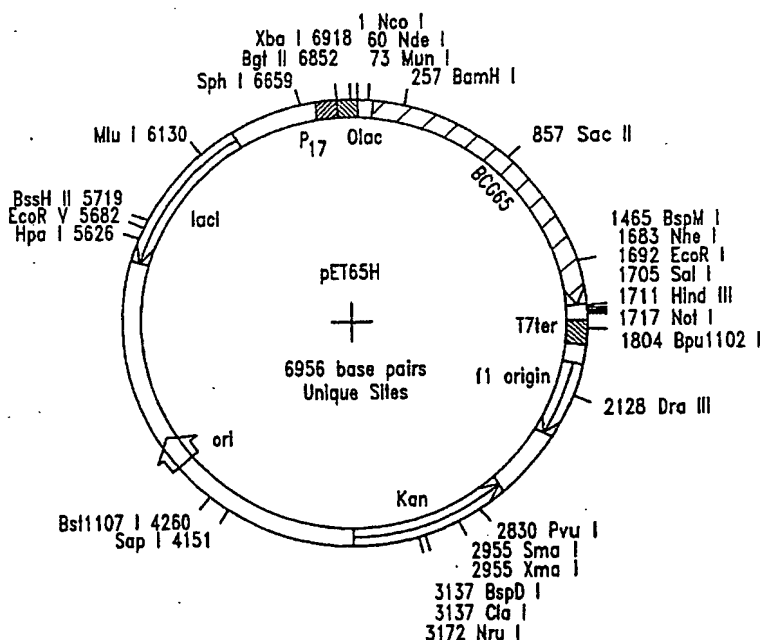 1 Nco I
Xba I 6918
60 Nde I
Bgt II 6852
73 Mun I
Sph I 6659
257 BamH I
P17
Olac
Mlu I 6130
857 Sac II
BCG65
BssH II 5719
EcoR V 5682
Hpa I 5626
lacI
1465 BspM I
1683 Nhe I
1692 EcoR I
1705 Sal I
1711 Hind III
1717 Not I
1804 Bpu1102 I
pET65H
T7ter
6956 base pairs
Unique Sites
f1 origin
2128 Dra III
ori
Kan
Bst1107 I 4260
Sap I 4151
2830 Pvu I
2955 Sma I
2955 Xma I
3137 BspD I
3137 Cla I
3172 Nru I